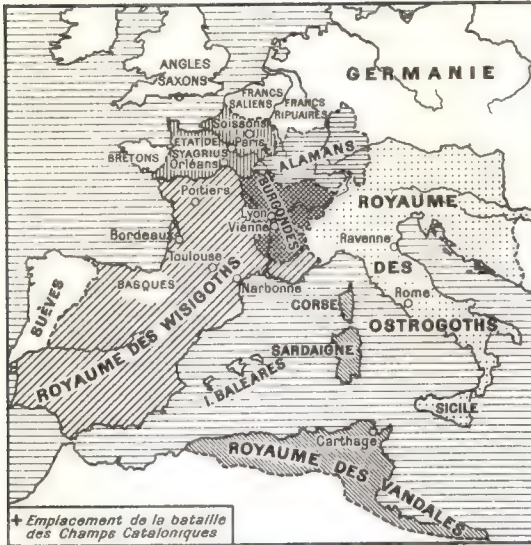 ANGLES
SAXONS
GERMANIE
FRANCS
SALIENS
FRANCS
RIPUAIRES
Soissons
ÉTAT DE
SYAGRIUS
Paris
Orléans
BRETONS
ALAMANS
BURGONDES
Poitiers
Lyon
Vienne
ROYAUME
DES
OSTROGOTHS
Ravenne
Rome
Bordeaux
Toulouse
Narbonne
BASQUES
SUÈVES
ROYAUME DES WISIGOTHS
CORSE
SARDAIGNE
I. BALÉARES
SICILE
Carthage
ROYAUME DES VANDALES
+ Emplacement de la bataille
des Champs Cataloniques